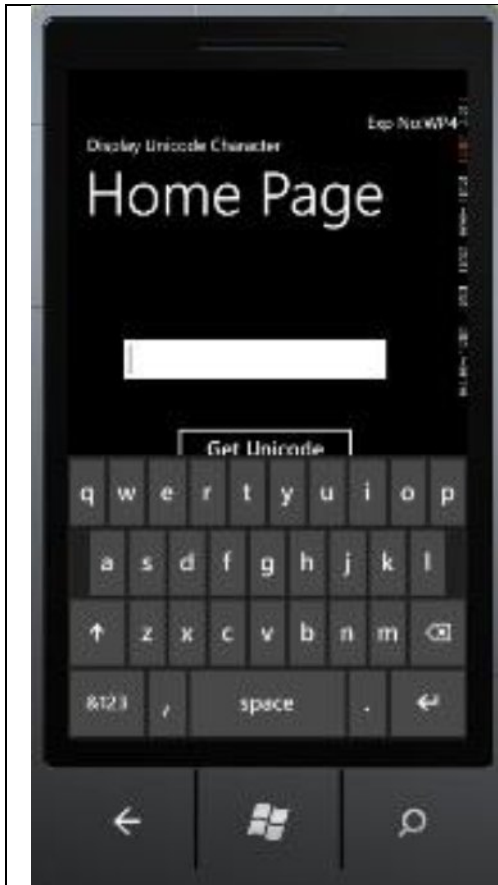 Exp No:WP4
Display Unicode Character
Home Page
Get Unicode
q w e r t y u i o p
a s d f g h j k l
z x c v b n m
&123 , space .